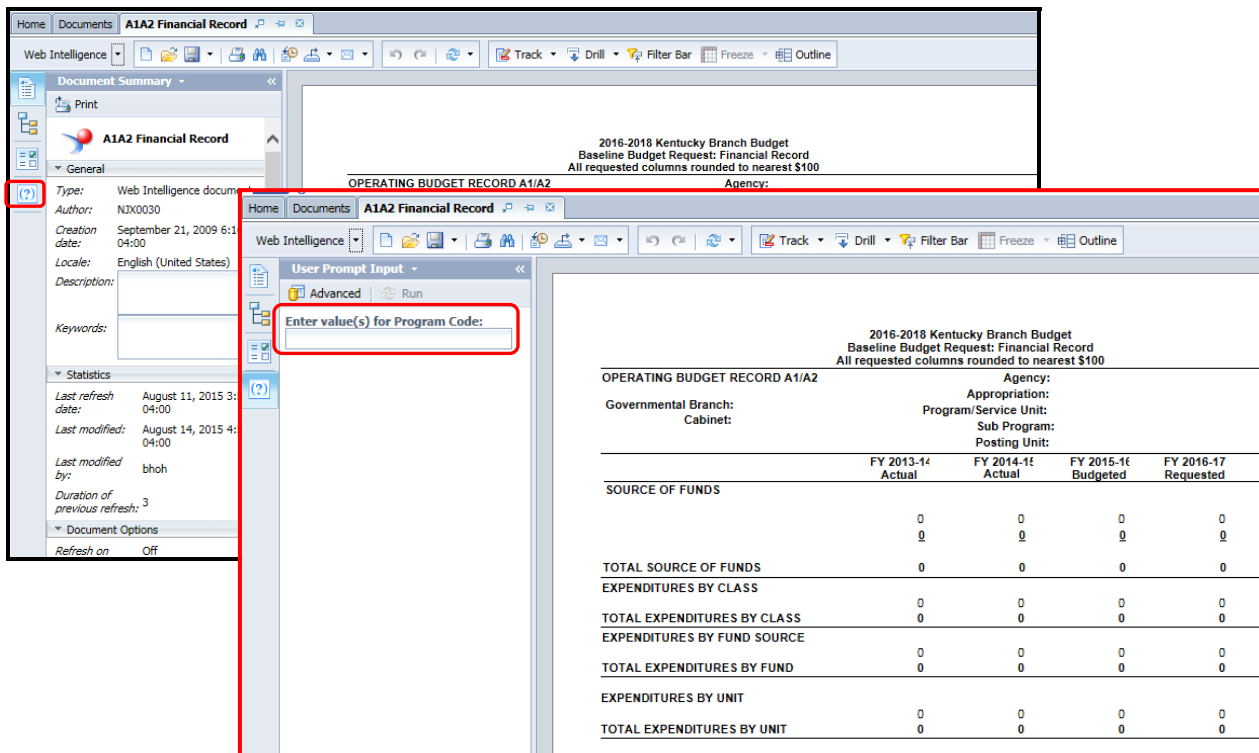 Home Documents A1A2 Financial Record
Web Intelligence Track Drill Filter Bar Freeze Outline
Document Summary
Print
A1A2 Financial Record
General
Type: Web Intelligence
Author: NJX0030
Creation date: September 21, 2009
04:00
Locale: English (United States)
Description:
Keywords:
Statistics
Last refresh date: August 11, 2015 3:
04:00
Last modified: August 14, 2015 4:
04:00
Last modified by: bhoh
Duration of previous refresh: 3
Document Options
Refresh on Off
2016-2018 Kentucky Branch Budget
Baseline Budget Request: Financial Record
All requested columns rounded to nearest $100
OPERATING BUDGET RECORD A1/A2 Agency:
Home Documents A1A2 Financial Record
Web Intelligence Track Drill Filter Bar Freeze Outline
User Prompt Input
Advanced Run
Enter value(s) for Program Code:
2016-2018 Kentucky Branch Budget
Baseline Budget Request: Financial Record
All requested columns rounded to nearest $100
OPERATING BUDGET RECORD A1/A2 Agency:
Appropriation:
Governmental Branch: Program/Service Unit:
Cabinet: Sub Program:
Posting Unit:
FY 2013-14 FY 2014-15 FY 2015-16 FY 2016-17
Actual Actual Budgeted Requested
SOURCE OF FUNDS
0 0 0 0
0 0 0 0
TOTAL SOURCE OF FUNDS 0 0 0 0
EXPENDITURES BY CLASS
0 0 0 0
TOTAL EXPENDITURES BY CLASS 0 0 0 0
EXPENDITURES BY FUND SOURCE
0 0 0 0
TOTAL EXPENDITURES BY FUND 0 0 0 0
EXPENDITURES BY UNIT
0 0 0 0
TOTAL EXPENDITURES BY UNIT 0 0 0 0